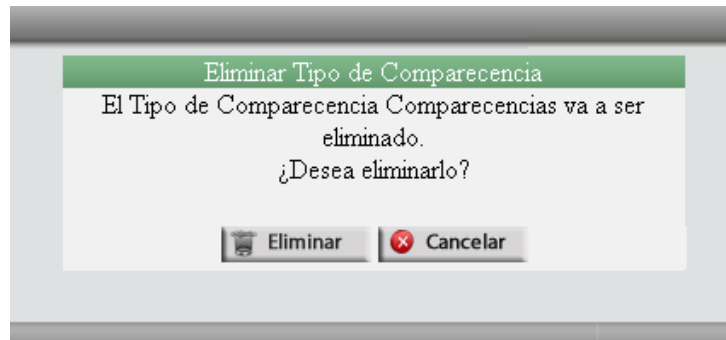 Eliminar Tipo de Comparecencia
El Tipo de Comparecencia Comparecencias va a ser
eliminado.
¿Desea eliminarlo?
Eliminar Cancelar